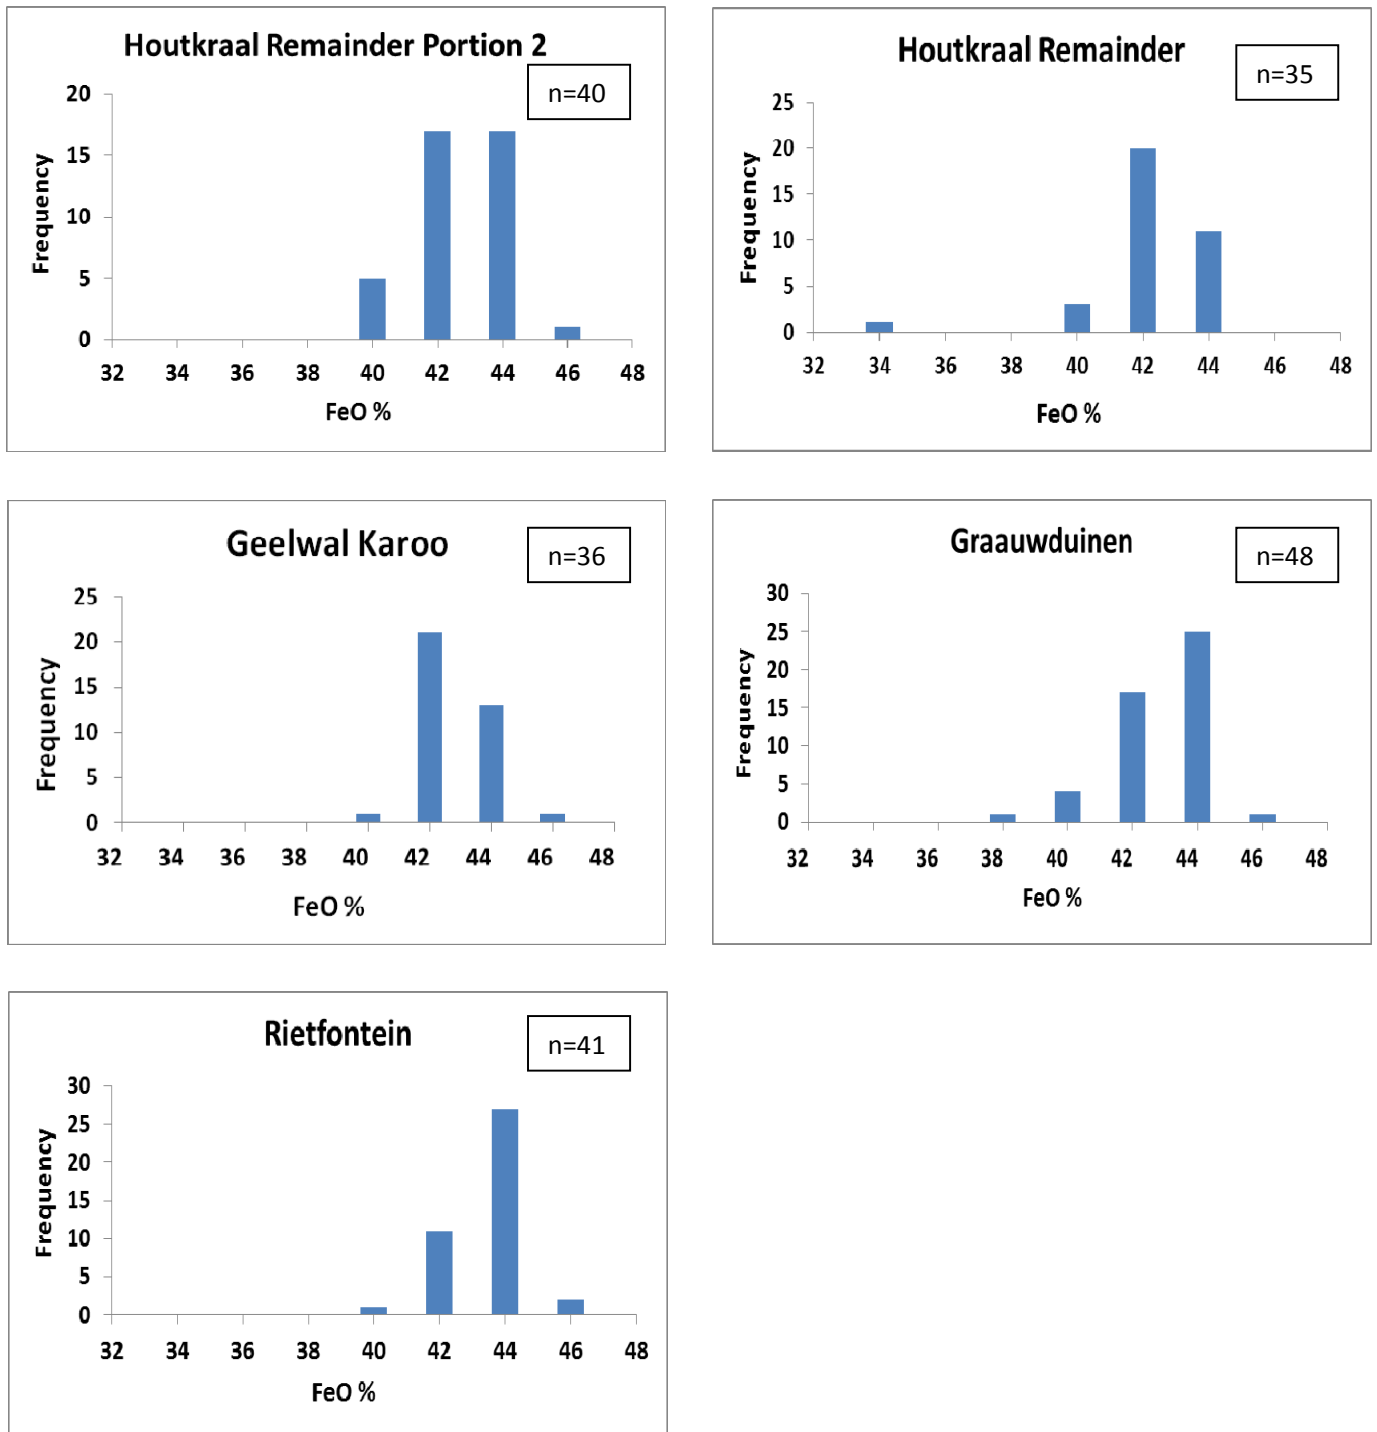 Houtkraal Remainder Portion 2
n=40
20
15
10
5
0
Frequency
32 34 36 38 40 42 44 46 48
FeO %
Houtkraal Remainder
n=35
25
20
15
10
5
0
Frequency
32 34 36 38 40 42 44 46 48
FeO %
Geelwal Karoo
n=36
25
20
15
10
5
0
Frequency
32 34 36 38 40 42 44 46 48
FeO %
Graauwduinen
n=48
30
25
20
15
10
5
0
Frequency
32 34 36 38 40 42 44 46 48
FeO %
Rietfontein
n=41
30
25
20
15
10
5
0
Frequency
32 34 36 38 40 42 44 46 48
FeO %